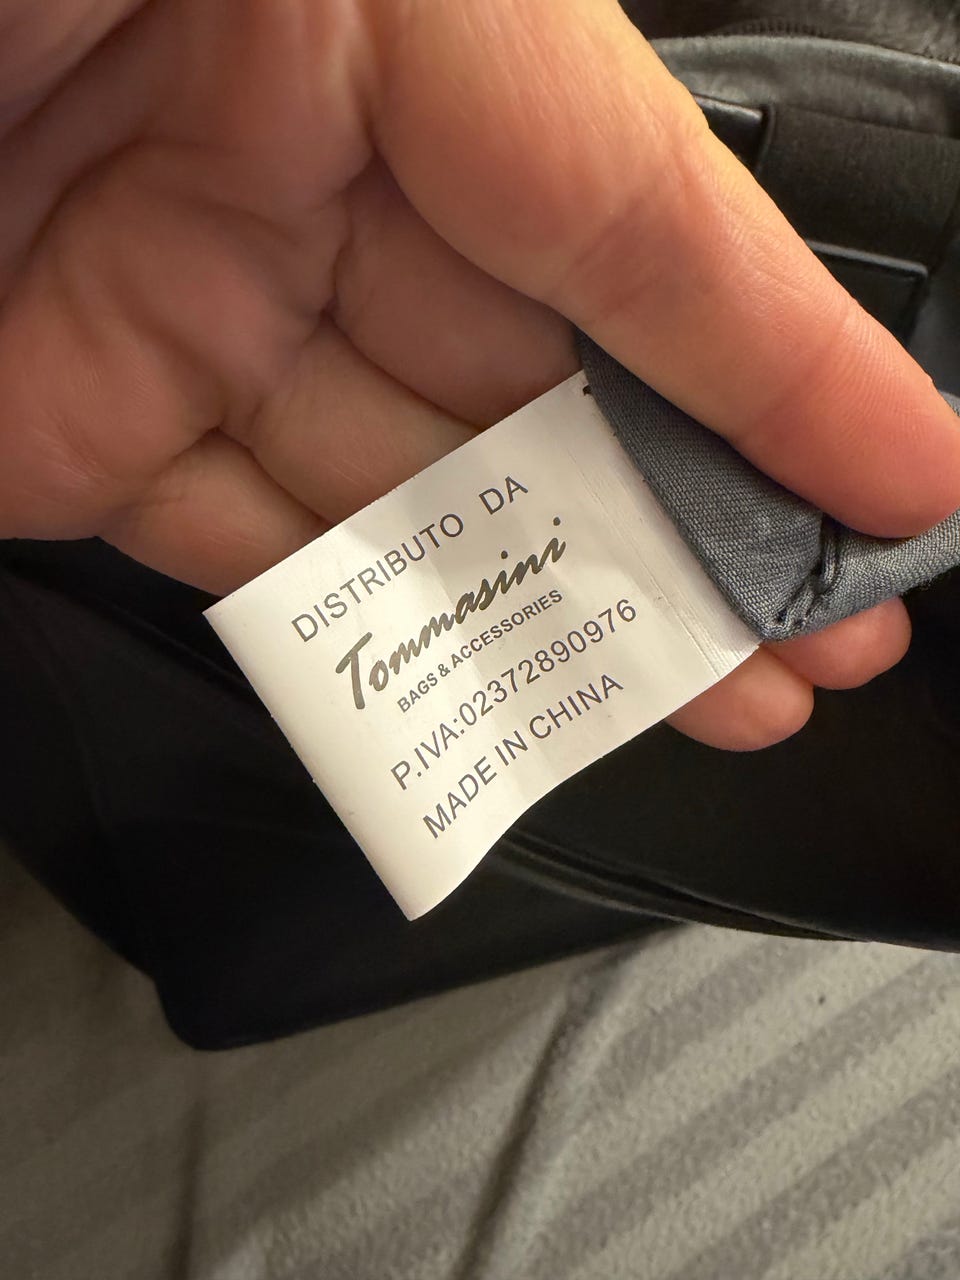 DISTRIBUTO DA
Tommasini
BAGS & ACCESSORIES
P.IVA:02372890976
MADE IN CHINA